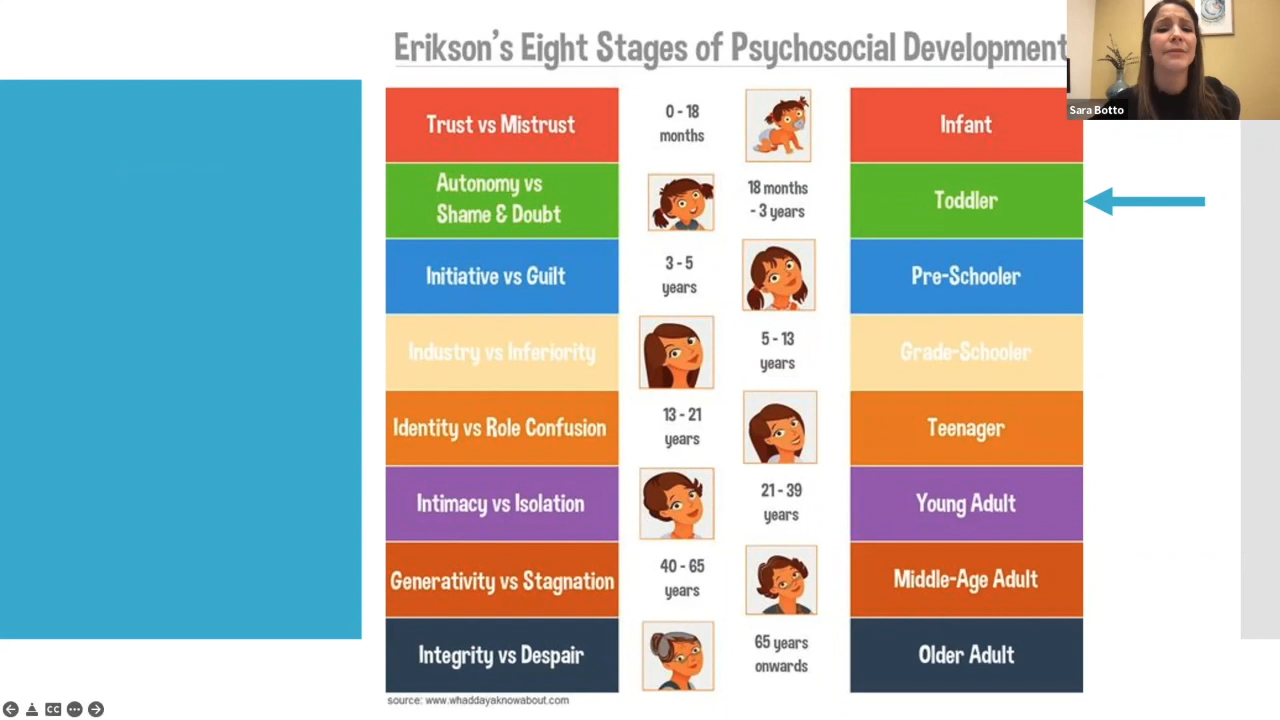 Erikson's Eight Stages of Psychosocial Development
Sara Botto
Trust vs Mistrust
0 - 18
months
Infant
Autonomy vs
Shame & Doubt
18 months
- 3 years
Toddler
Initiative vs Guilt
3 - 5
years
Pre-Schooler
Industry vs Inferiority
5 - 13
years
Grade-Schooler
Identity vs Role Confusion
13 - 21
years
Teenager
Intimacy vs Isolation
21 - 39
years
Young Adult
Generativity vs Stagnation
40 - 65
years
Middle-Age Adult
Integrity vs Despair
65 years
onwards
Older Adult
source: www.whaddayaknowabout.com
CC